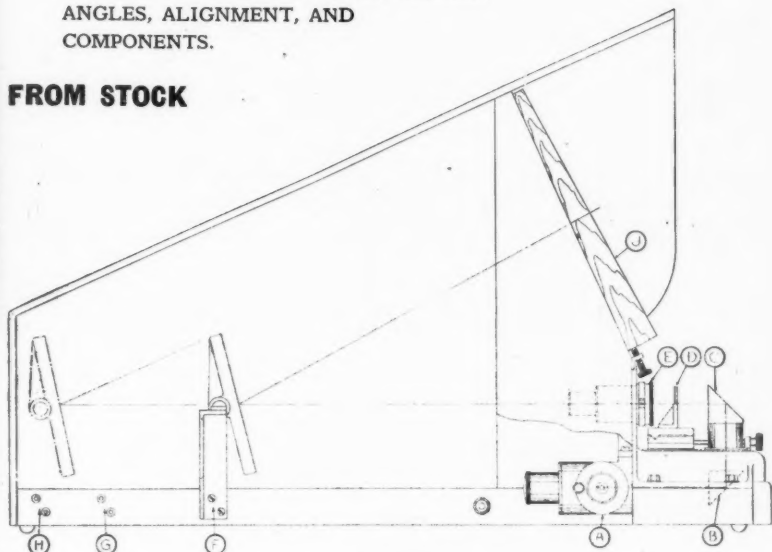 ANGLES, ALIGNMENT, AND
COMPONENTS.
FROM STOCK
J
E D C
H G F A B